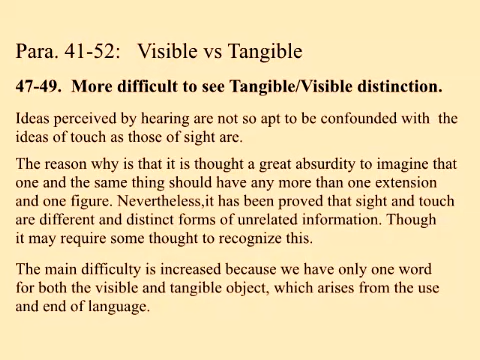 Para. 41-52: Visible vs Tangible
47-49. More difficult to see Tangible/Visible distinction.
Ideas perceived by hearing are not so apt to be confounded with the
ideas of touch as those of sight are.
The reason why is that it is thought a great absurdity to imagine that
one and the same thing should have any more than one extension
and one figure. Nevertheless,it has been proved that sight and touch
are different and distinct forms of unrelated information. Though
it may require some thought to recognize this.
The main difficulty is increased because we have only one word
for both the visible and tangible object, which arises from the use
and end of language.